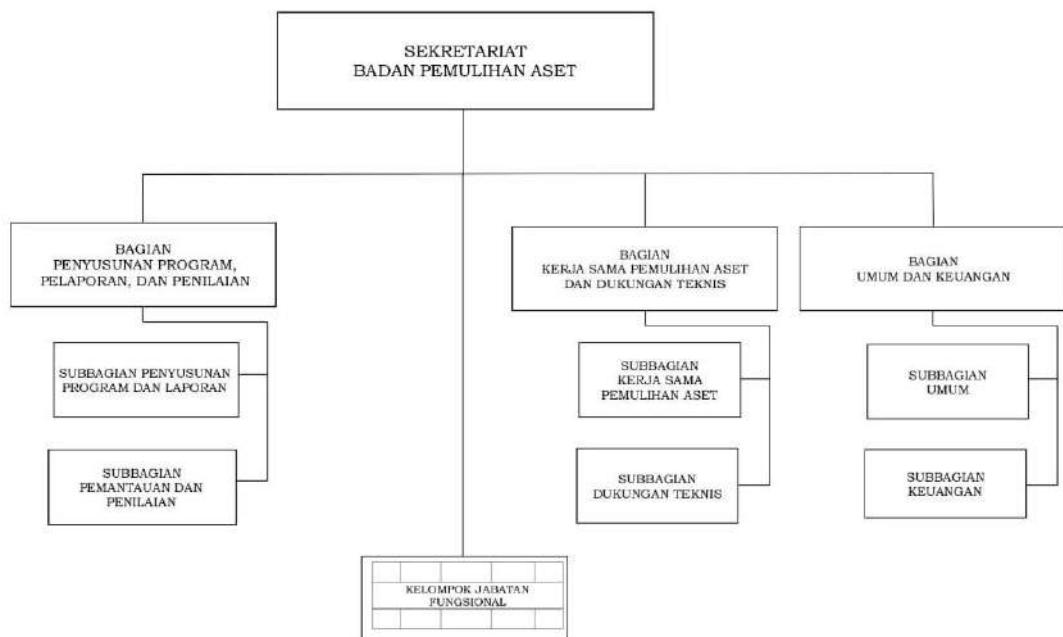 SEKRETARIAT
BADAN PEMULIHAN ASET
BAGIAN
PENYUSUNAN PROGRAM,
PELAPORAN, DAN PENILAIAN
BAGIAN
KERJA SAMA PEMULIHAN ASET
DAN DUKUNGAN TEKNIS
BAGIAN
UMUM DAN KEUANGAN
SUBBAGIAN PENYUSUNAN
PROGRAM DAN LAPORAN
SUBBAGIAN
KERJA SAMA
PEMULIHAN ASET
SUBBAGIAN
UMUM
SUBBAGIAN
PEMANTAUAN DAN
PENILAIAN
SUBBAGIAN
DUKUNGAN TEKNIS
SUBBAGIAN
KEUANGAN
KELOMPOK JABATAN
FUNGSIONAL